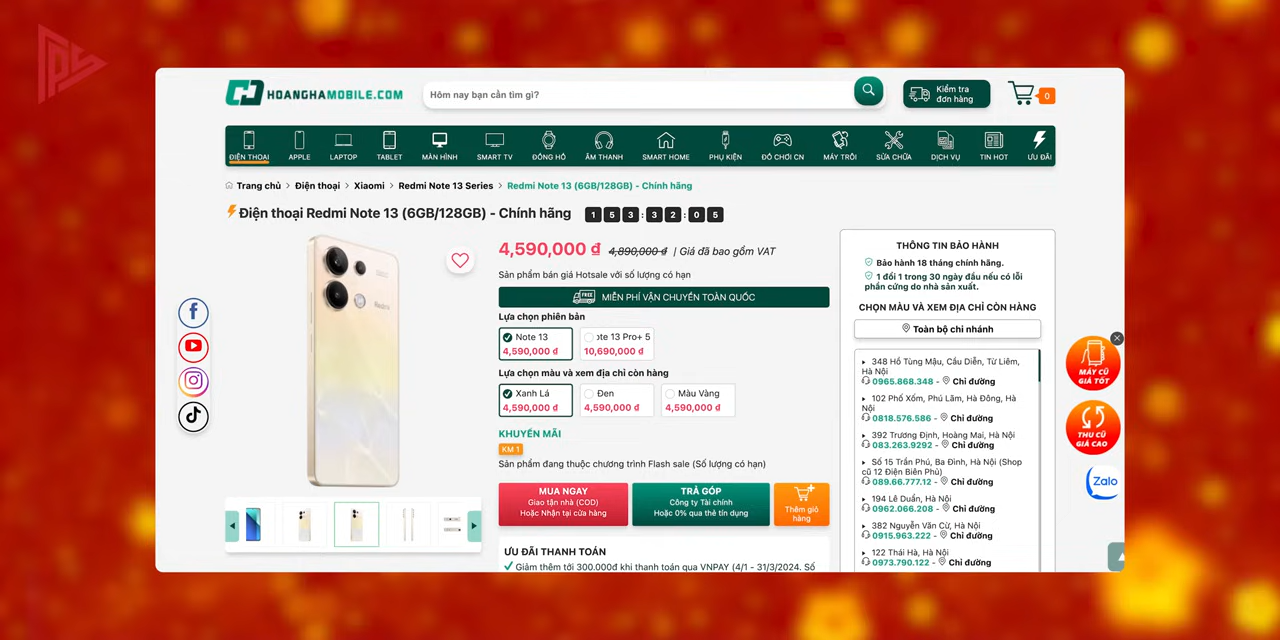 HOANGHAMOBILE.COM
Hôm nay bạn cần tìm gì?
Kiểm tra
đơn hàng
0
ĐIỆN THOẠI
APPLE
LAPTOP
TABLET
MÀN HÌNH
SMART TV
ĐỒNG HỒ
ÂM THANH
SMART HOME
PHỤ KIỆN
ĐỒ CHƠI CN
MÁY TRÔI
SỬA CHỮA
DỊCH VỤ
TIN HOT
ƯU ĐÃI
Trang chủ > Điện thoại > Xiaomi > Redmi Note 13 Series > Redmi Note 13 (6GB/128GB) - Chính hãng
Điện thoại Redmi Note 13 (6GB/128GB) - Chính hãng 1 5 3 : 3 2 : 0 5
4,590,000 ₫ 4,890,000 ₫ | Giá đã bao gồm VAT
Sản phẩm bán giá Hotsale với số lượng có hạn
FREE MIỄN PHÍ VẬN CHUYỂN TOÀN QUỐC
Lựa chọn phiên bản
Note 13
4,590,000 đ
ote 13 Pro+ 5
10,690,000 đ
Lựa chọn màu và xem địa chỉ còn hàng
Xanh Lá
4,590,000 đ
Đen
4,590,000 đ
Màu Vàng
4,590,000 đ
KHUYẾN MÃI
KM 1
Sản phẩm đang thuộc chương trình Flash sale (Số lượng có hạn)
MUA NGAY
Giao tận nhà (COD)
Hoặc Nhận tại cửa hàng
TRẢ GÓP
Công ty Tài chính
Hoặc 0% qua thẻ tín dụng
Thêm giỏ
hàng
ƯU ĐÃI THANH TOÁN
Giảm thêm tới 300.000đ khi thanh toán qua VNPAY (4/1 - 31/3/2024. Số
THÔNG TIN BẢO HÀNH
Bảo hành 18 tháng chính hãng.
1 đổi 1 trong 30 ngày đầu nếu có lỗi
phần cứng do nhà sản xuất.
CHỌN MÀU VÀ XEM ĐỊA CHỈ CÒN HÀNG
Toàn bộ chi nhánh
348 Hồ Tùng Mậu, Cầu Diễn, Từ Liêm,
Hà Nội
0965.868.348 - Chỉ đường
102 Phố Xốm, Phú Lãm, Hà Đông, Hà
Nội
0818.576.586 - Chỉ đường
392 Trương Định, Hoàng Mai, Hà Nội
083.263.9292 - Chỉ đường
Số 15 Trần Phú, Ba Đình, Hà Nội (Shop
cũ 12 Điện Biên Phủ)
089.66.777.12 - Chỉ đường
194 Lê Duẩn, Hà Nội
0962.066.208 - Chỉ đường
382 Nguyễn Văn Cừ, Hà Nội
0915.963.222 - Chỉ đường
122 Thái Hà, Hà Nội
0973.790.122 - Chỉ đường
MÁY CŨ
GIÁ TỐT
THU CŨ
GIÁ CAO
Zalo